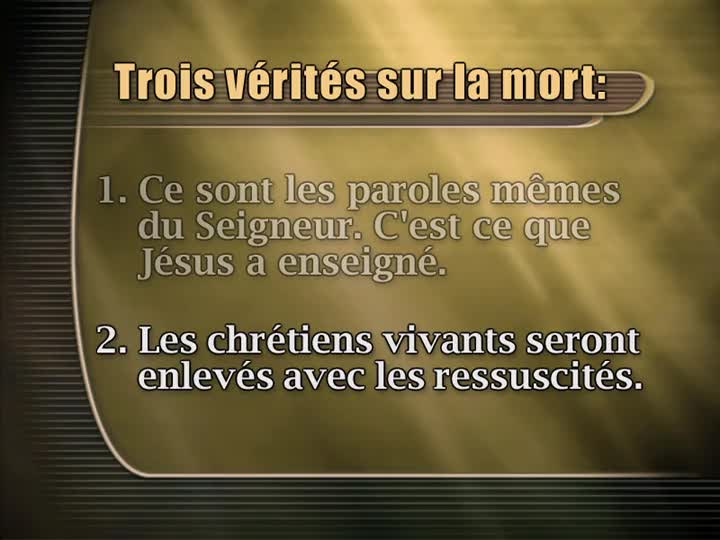 Trois vérités sur la mort:
1. Ce sont les paroles mêmes
du Seigneur. C'est ce que
Jésus a enseigné.
2. Les chrétiens vivants seront
enlevés avec les ressuscités.